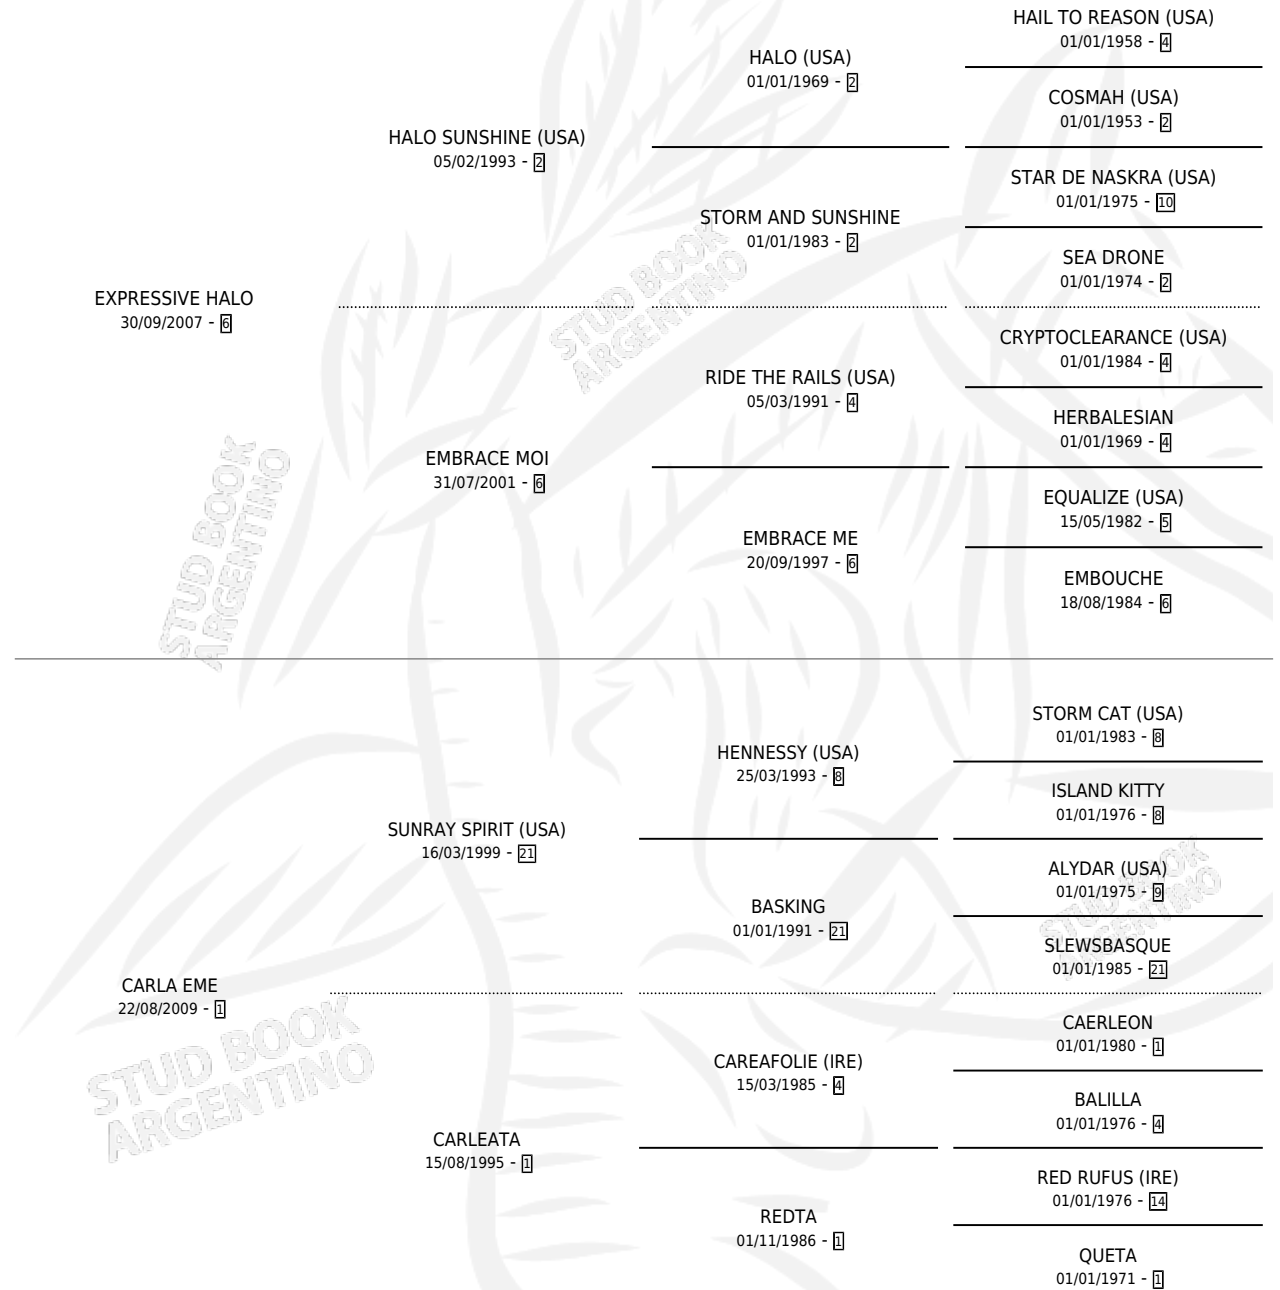 HAIL TO REASON (USA)
01/01/1958 - 4
HALO (USA)
01/01/1969 - 2
COSMAH (USA)
01/01/1953 - 2
HALO SUNSHINE (USA)
05/02/1993 - 2
STAR DE NASKRA (USA)
01/01/1975 - 10
STORM AND SUNSHINE
01/01/1983 - 2
SEA DRONE
01/01/1974 - 2
EXPRESSIVE HALO
30/09/2007 - 6
CRYPTOCLEARANCE (USA)
01/01/1984 - 4
RIDE THE RAILS (USA)
05/03/1991 - 4
HERBALESIAN
01/01/1969 - 4
EMBRACE MOI
31/07/2001 - 6
EQUALIZE (USA)
15/05/1982 - 5
EMBRACE ME
20/09/1997 - 6
EMBOUCHE
18/08/1984 - 6
STORM CAT (USA)
01/01/1983 - 8
HENNESSY (USA)
25/03/1993 - 8
ISLAND KITTY
01/01/1976 - 8
SUNRAY SPIRIT (USA)
16/03/1999 - 21
ALYDAR (USA)
01/01/1975 - 9
BASKING
01/01/1991 - 21
SLEWSBASQUE
01/01/1985 - 21
CARLA EME
22/08/2009 - 1
CAERLEON
01/01/1980 - 1
CAREAFOLIE (IRE)
15/03/1985 - 4
BALILLA
01/01/1976 - 4
CARLEATA
15/08/1995 - 1
RED RUFUS (IRE)
01/01/1976 - 14
REDTA
01/11/1986 - 1
QUETA
01/01/1971 - 1
STUD BOOK
ARGENTINO
STUD BOOK
ARGENTINO
STUD BOOK
ARGENTINO
STUD BOOK
ARGENTINO